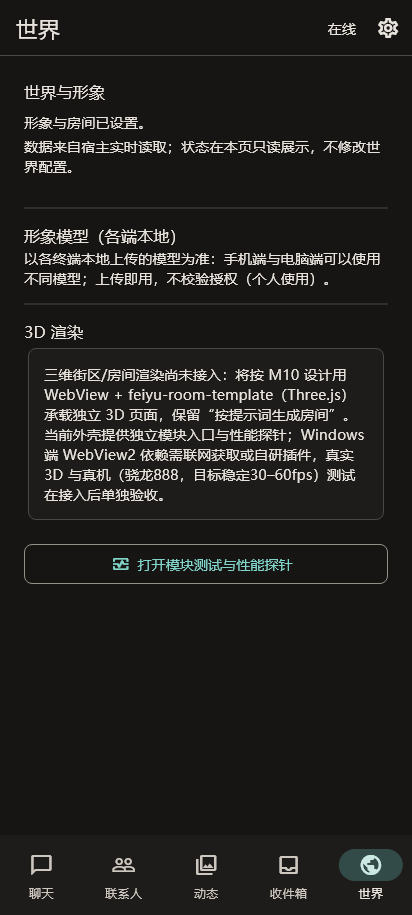 世界
在线
世界与形象
形象与房间已设置。
数据来自宿主实时读取；状态在本页只读展示，不修改世
界配置。
形象模型（各端本地）
以各终端本地上传的模型为准：手机端与电脑端可以使用
不同模型；上传即用，不校验授权（个人使用）。
3D 渲染
三维街区/房间渲染尚未接入：将按 M10 设计用
WebView + feiyu-room-template（Three.js）
承载独立 3D 页面，保留“按提示词生成房间”。
当前外壳提供独立模块入口与性能探针；Windows
端 WebView2 依赖需联网获取或自研插件，真实
3D 与真机（骁龙888，目标稳定30–60fps）测试
在接入后单独验收。
打开模块测试与性能探针
聊天
联系人
动态
收件箱
世界